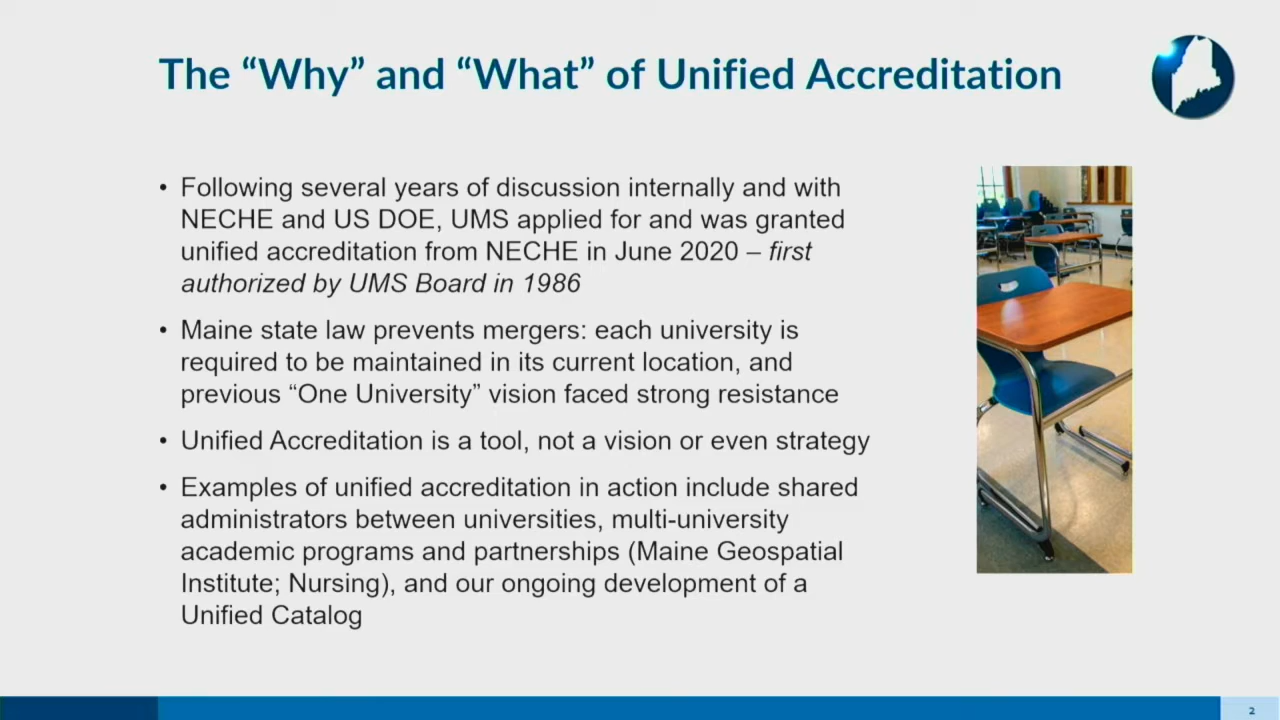 The “Why” and “What” of Unified Accreditation
• Following several years of discussion internally and with
NECHE and US DOE, UMS applied for and was granted
unified accreditation from NECHE in June 2020 – first
authorized by UMS Board in 1986
• Maine state law prevents mergers: each university is
required to be maintained in its current location, and
previous “One University” vision faced strong resistance
• Unified Accreditation is a tool, not a vision or even strategy
• Examples of unified accreditation in action include shared
administrators between universities, multi-university
academic programs and partnerships (Maine Geospatial
Institute; Nursing), and our ongoing development of a
Unified Catalog
2